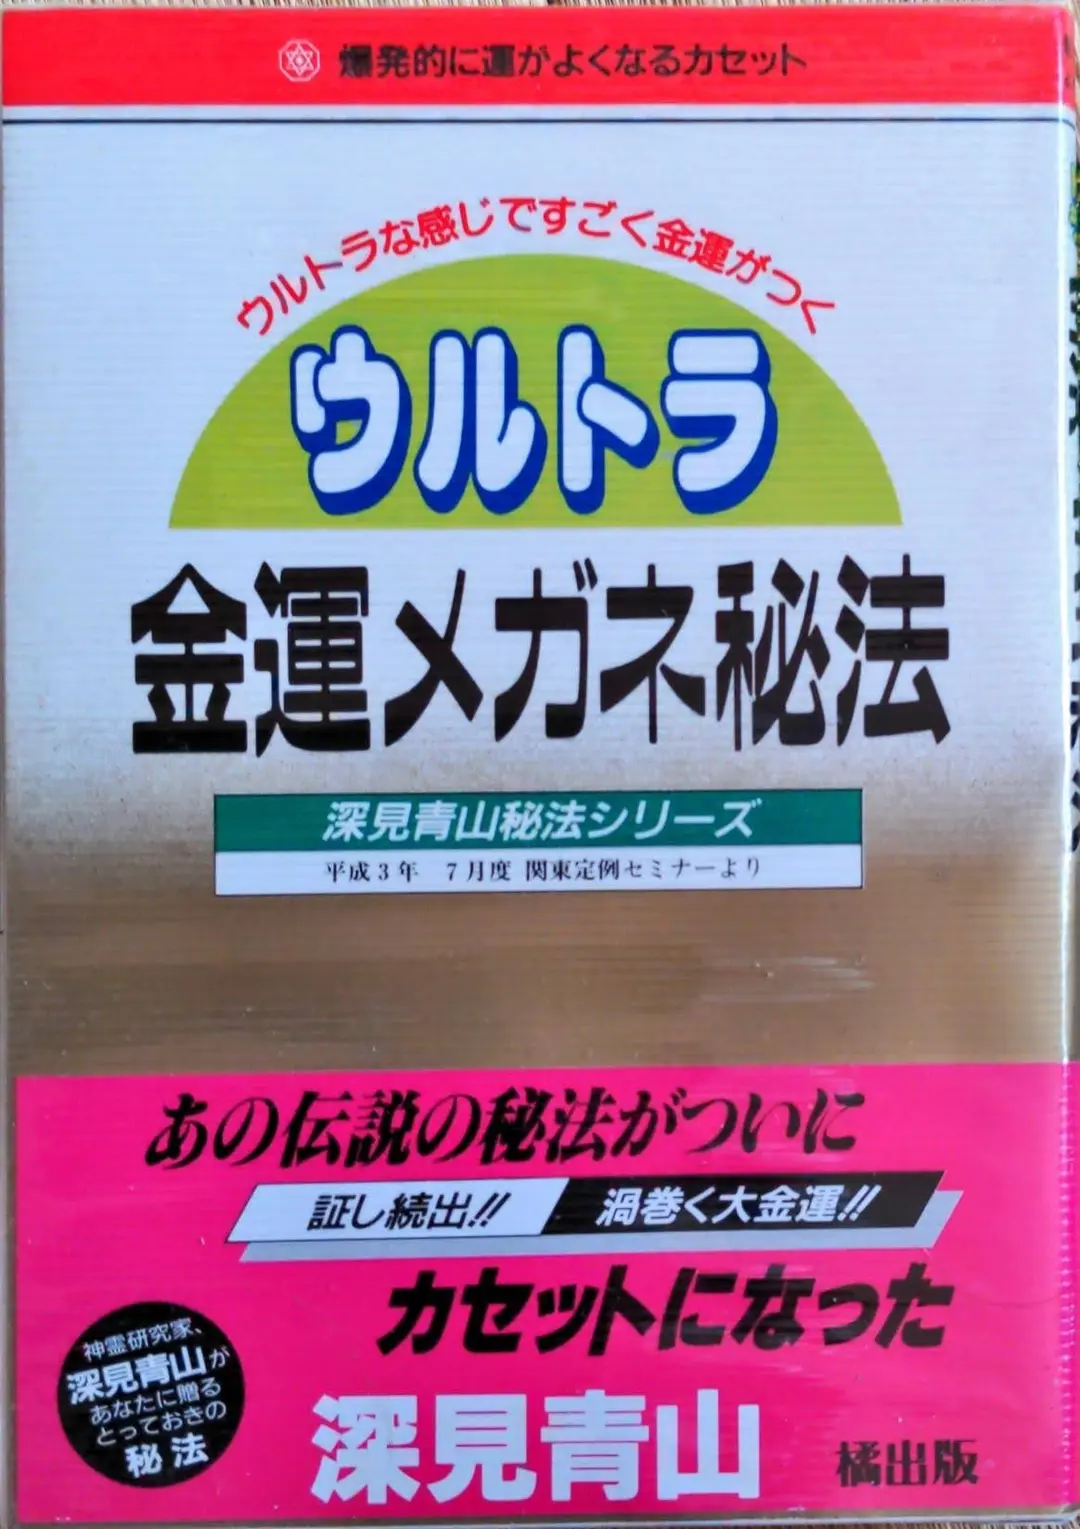 爆発的に運がよくなるカセット
ウルトラな感じですごく金運がつく
ウルトラ
金運メガネ秘法
深見青山秘法シリーズ
平成3年 7月度 関東定例セミナーより
あの伝説の秘法がついに
証し続出!! 渦巻く大金運!!
カセットになった
神霊研究家、
深見青山が
あなたに贈る
とっておきの
秘法
深見青山
橘出版